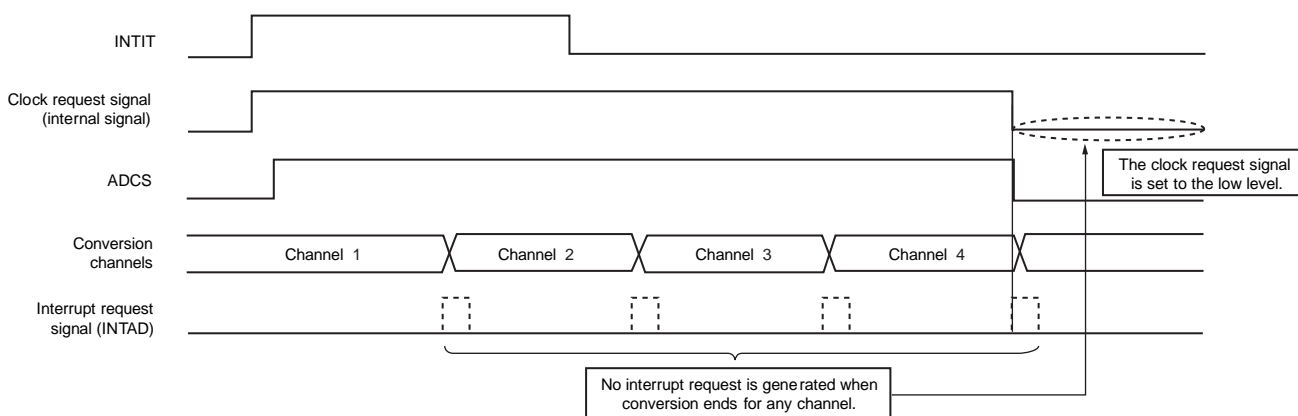 INTIT
Clock request signal
(internal signal)
The clock request signal
is set to the low level.
ADCS
Conversion
channels
Channel 1
Channel 2
Channel 3
Channel 4
Interrupt request
signal (INTAD)
No interrupt request is generated when
conversion ends for any channel.